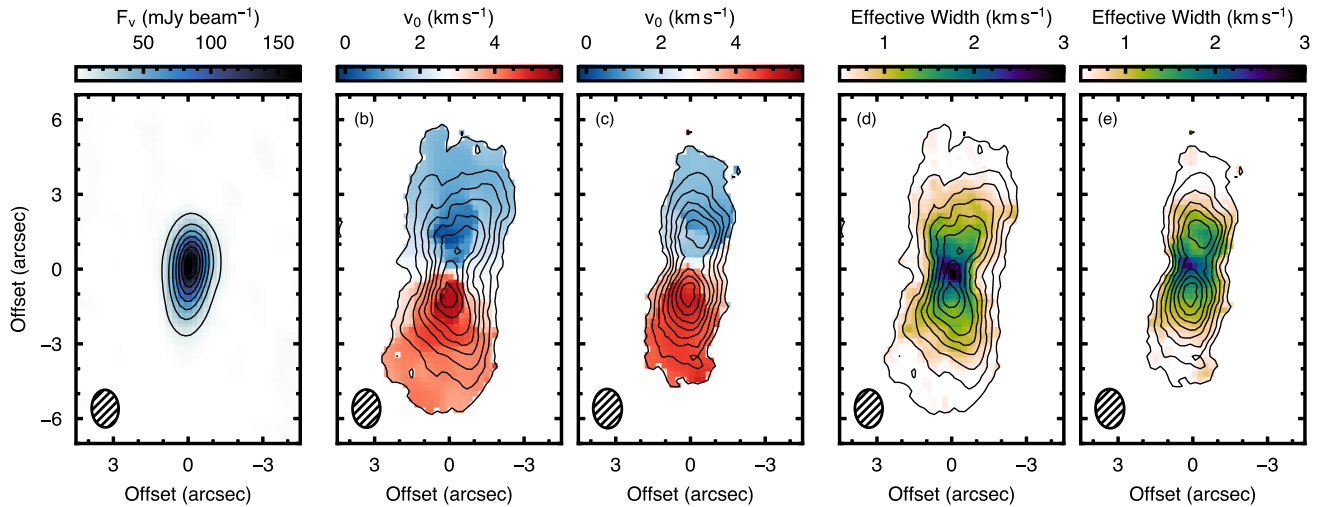 F_ν (mJy beam⁻¹)
50 100 150
v₀ (km s⁻¹)
0 2 4
v₀ (km s⁻¹)
0 2 4
Effective Width (km s⁻¹)
1 2 3
Effective Width (km s⁻¹)
1 2 3
(b)
(c)
(d)
(e)
Offset (arcsec)
6
3
0
−3
−6
3 0 −3
3 0 −3
3 0 −3
3 0 −3
3 0 −3
Offset (arcsec)
Offset (arcsec)
Offset (arcsec)
Offset (arcsec)
Offset (arcsec)